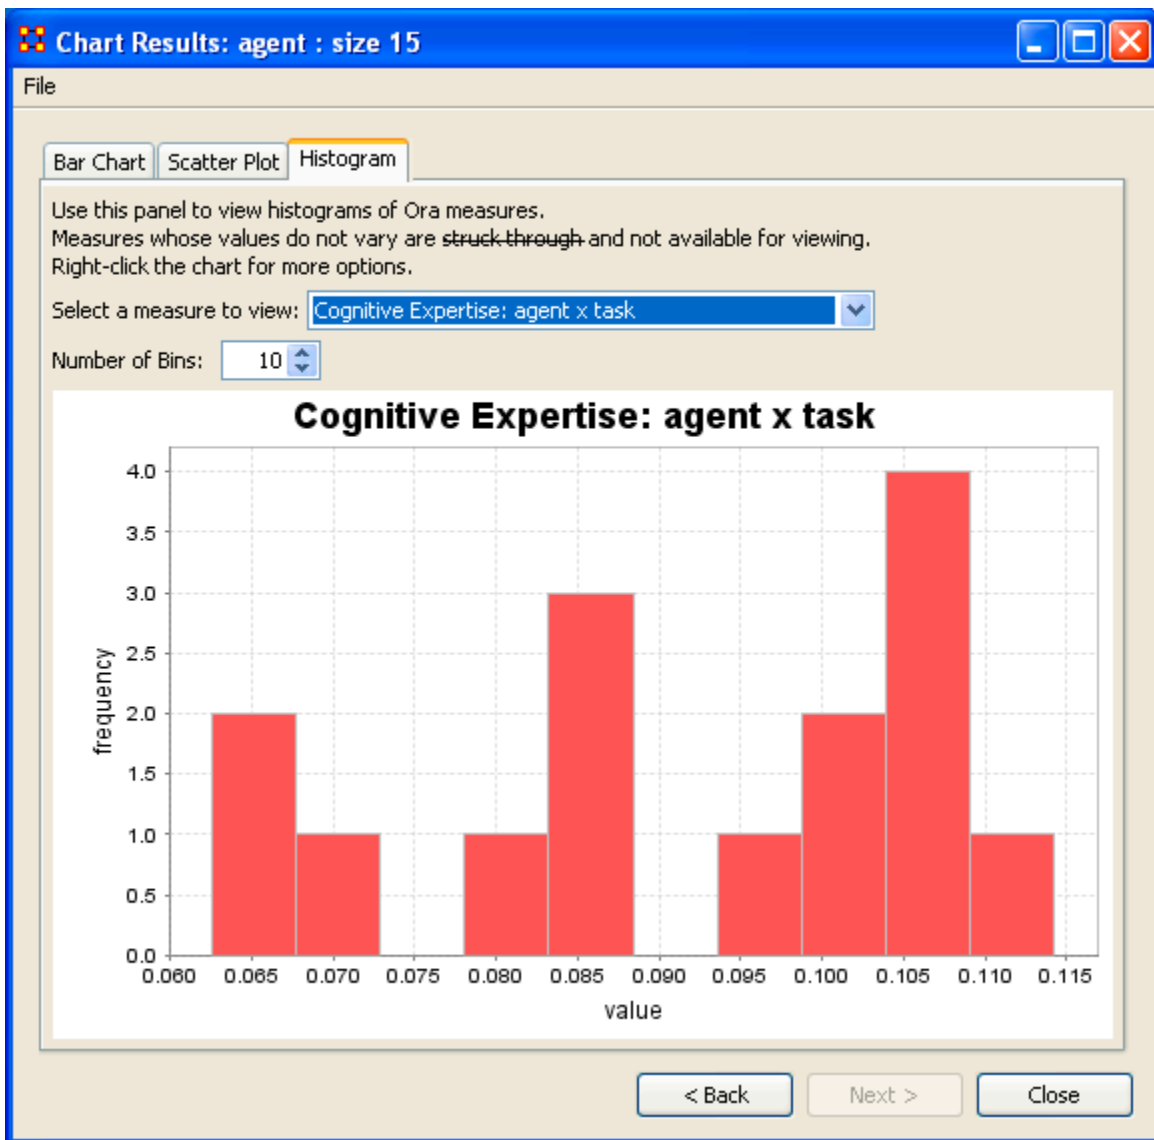 Chart Results: agent : size 15
File
Bar Chart Scatter Plot Histogram
Use this panel to view histograms of Ora measures.
Measures whose values do not vary are struck through and not available for viewing.
Right-click the chart for more options.
Select a measure to view: Cognitive Expertise: agent x task
Number of Bins: 10
Cognitive Expertise: agent x task
4.0
3.5
3.0
2.5
2.0
1.5
1.0
0.5
0.0
frequency
0.060 0.065 0.070 0.075 0.080 0.085 0.090 0.095 0.100 0.105 0.110 0.115
value
< Back Next > Close